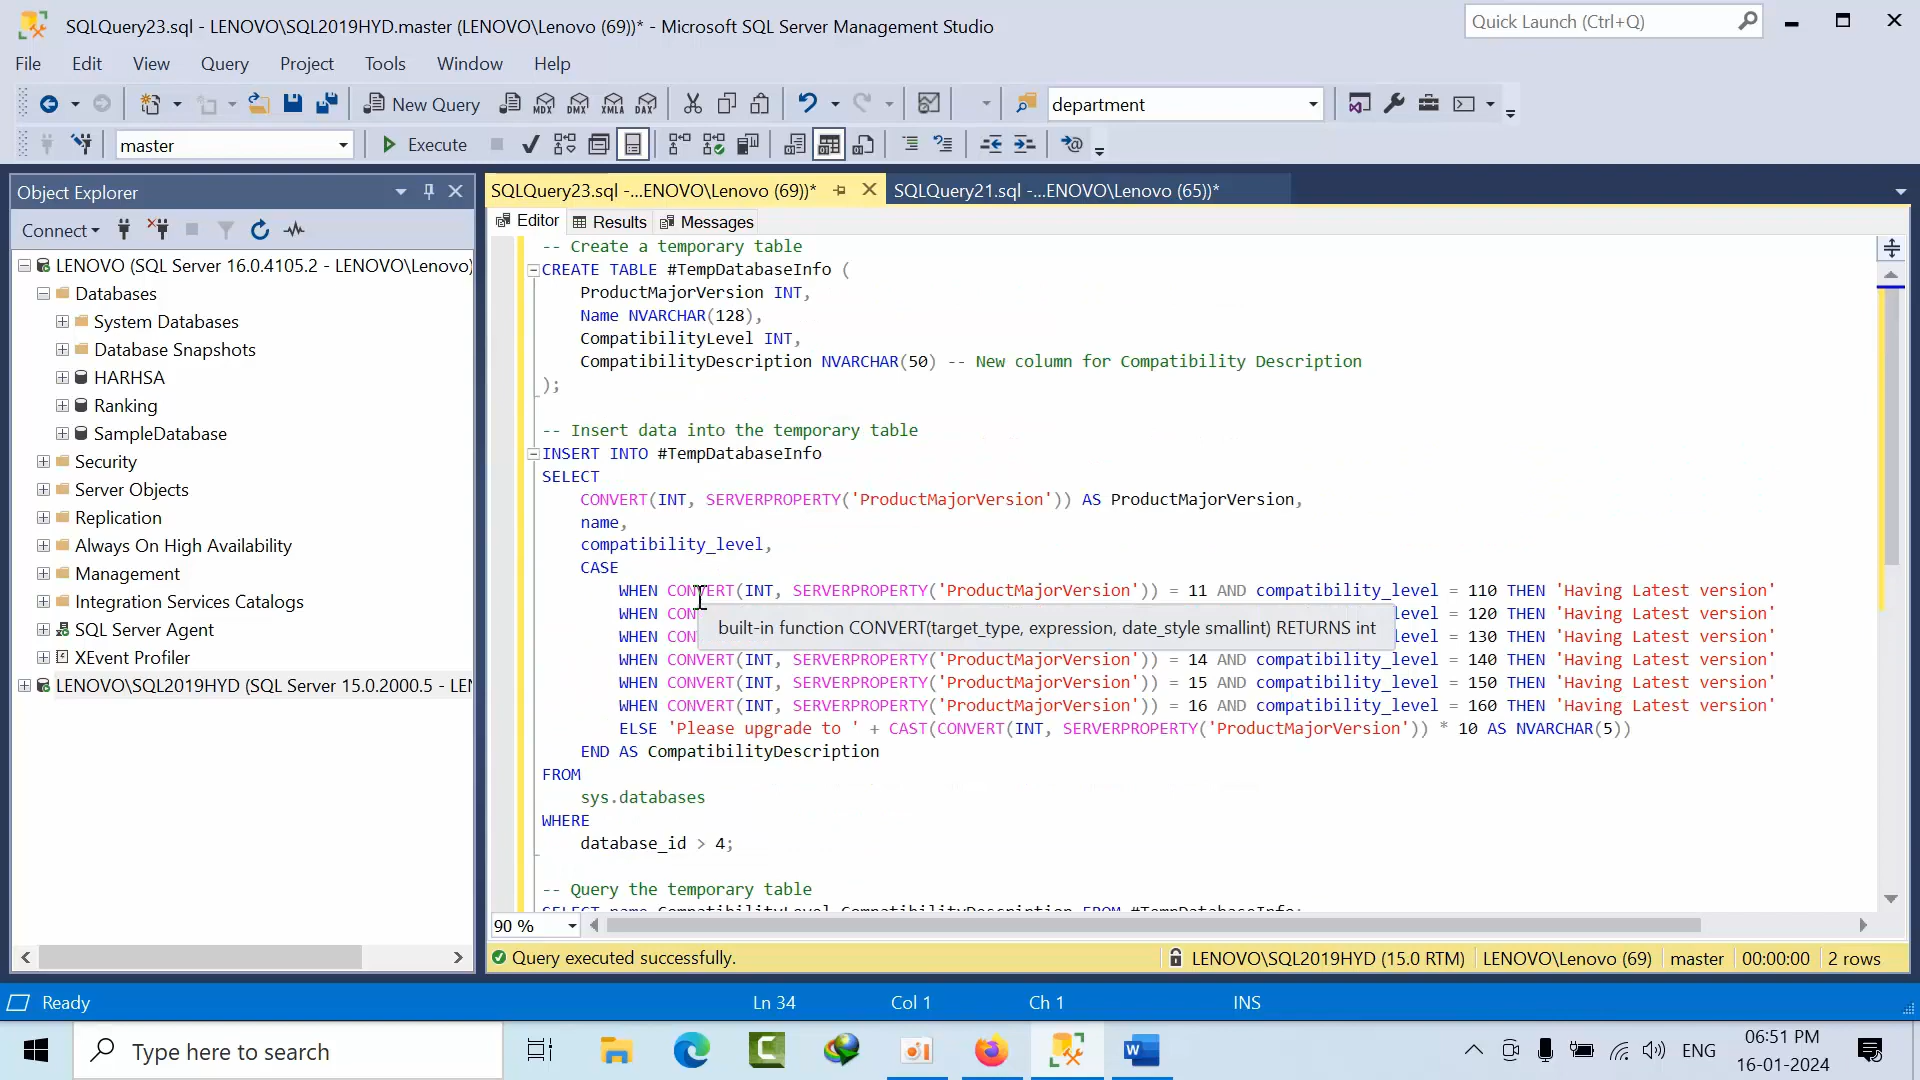 SQLQuery23.sql - LENOVO\SQL2019HYD.master (LENOVO\Lenovo (69))* - Microsoft SQL Server Management Studio
Quick Launch (Ctrl+Q)
File Edit View Query Project Tools Window Help
New Query MDX DMX XMLA DAX department
master Execute
Object Explorer
SQLQuery23.sql -...ENOVO\Lenovo (69))* SQLQuery21.sql -...ENOVO\Lenovo (65))*
Connect
Editor Results Messages
LENOVO (SQL Server 16.0.4105.2 - LENOVO\Lenovo)
Databases
System Databases
Database Snapshots
HARHSA
Ranking
SampleDatabase
Security
Server Objects
Replication
Always On High Availability
Management
Integration Services Catalogs
SQL Server Agent
XEvent Profiler
LENOVO\SQL2019HYD (SQL Server 15.0.2000.5 - LEN
-- Create a temporary table
CREATE TABLE #TempDatabaseInfo (
ProductMajorVersion INT,
Name NVARCHAR(128),
CompatibilityLevel INT,
CompatibilityDescription NVARCHAR(50) -- New column for Compatibility Description
);
-- Insert data into the temporary table
INSERT INTO #TempDatabaseInfo
SELECT
CONVERT(INT, SERVERPROPERTY('ProductMajorVersion')) AS ProductMajorVersion,
name,
compatibility_level,
CASE
WHEN CONVERT(INT, SERVERPROPERTY('ProductMajorVersion')) = 11 AND compatibility_level = 110 THEN 'Having Latest version'
WHEN CON level = 120 THEN 'Having Latest version'
built-in function CONVERT(target_type, expression, date_style smallint) RETURNS int
WHEN CON level = 130 THEN 'Having Latest version'
WHEN CONVERT(INT, SERVERPROPERTY('ProductMajorVersion')) = 14 AND compatibility_level = 140 THEN 'Having Latest version'
WHEN CONVERT(INT, SERVERPROPERTY('ProductMajorVersion')) = 15 AND compatibility_level = 150 THEN 'Having Latest version'
WHEN CONVERT(INT, SERVERPROPERTY('ProductMajorVersion')) = 16 AND compatibility_level = 160 THEN 'Having Latest version'
ELSE 'Please upgrade to ' + CAST(CONVERT(INT, SERVERPROPERTY('ProductMajorVersion')) * 10 AS NVARCHAR(5))
END AS CompatibilityDescription
FROM
sys.databases
WHERE
database_id > 4;
-- Query the temporary table
SELECT name,CompatibilityLevel,CompatibilityDescription FROM #TempDatabaseInfo;
90 %
Query executed successfully. LENOVO\SQL2019HYD (15.0 RTM) LENOVO\Lenovo (69) master 00:00:00 2 rows
Ready Ln 34 Col 1 Ch 1 INS
Type here to search
ENG
06:51 PM
16-01-2024